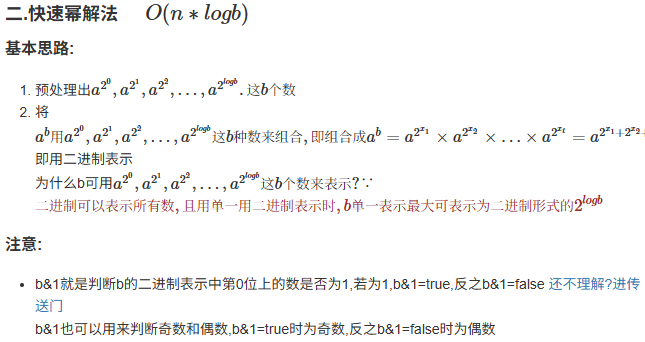 二.快速幂解法 O(n∗logb)
基本思路:
1. 预处理出a^{2^0},a^{2^1},a^{2^2},...,a^{2^{logb}}.这b个数
2. 将
a^b用a^{2^0},a^{2^1},a^{2^2},...,a^{2^{logb}}这b种数来组合,即组合成a^b=a^{2^{x_1}}×a^{2^{x_2}}×...×a^{2^{x_t}}=a^{2^{x_1}+2^{x_2}+
即用二进制表示
为什么b可用a^{2^0},a^{2^1},a^{2^2},...,a^{2^{logb}}这b个数来表示?∵
二进制可以表示所有数,且用单一用二进制表示时,b单一表示最大可表示为二进制形式的2^{logb}
注意:
• b&1就是判断b的二进制表示中第0位上的数是否为1,若为1,b&1=true,反之b&1=false 还不理解?进传
送门
b&1也可以用来判断奇数和偶数,b&1=true时为奇数,反之b&1=false时为偶数